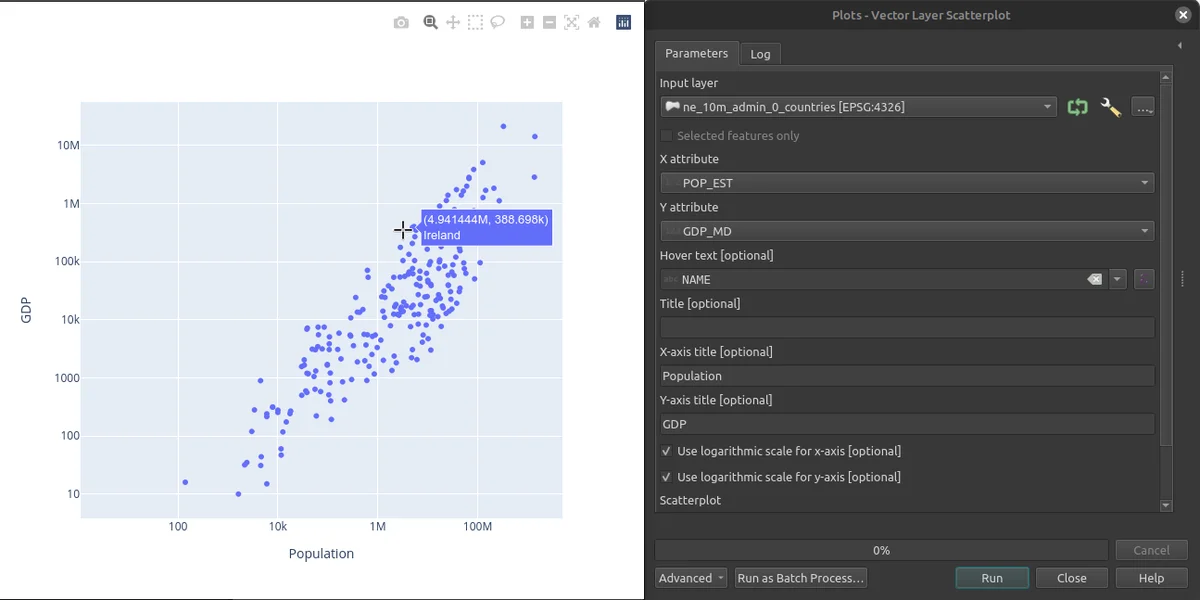 10M
1M
100k
10k
1000
100
10
GDP
100
10k
1M
100M
Population
(4.941444M, 388.698k)
Ireland
Plots - Vector Layer Scatterplot
Parameters
Log
Input layer
ne_10m_admin_0_countries [EPSG:4326]
...
Selected features only
X attribute
POP_EST
Y attribute
GDP_MD
Hover text [optional]
abc NAME
Title [optional]
X-axis title [optional]
Population
Y-axis title [optional]
GDP
Use logarithmic scale for x-axis [optional]
Use logarithmic scale for y-axis [optional]
Scatterplot
0%
Cancel
Advanced
Run as Batch Process…
Run
Close
Help